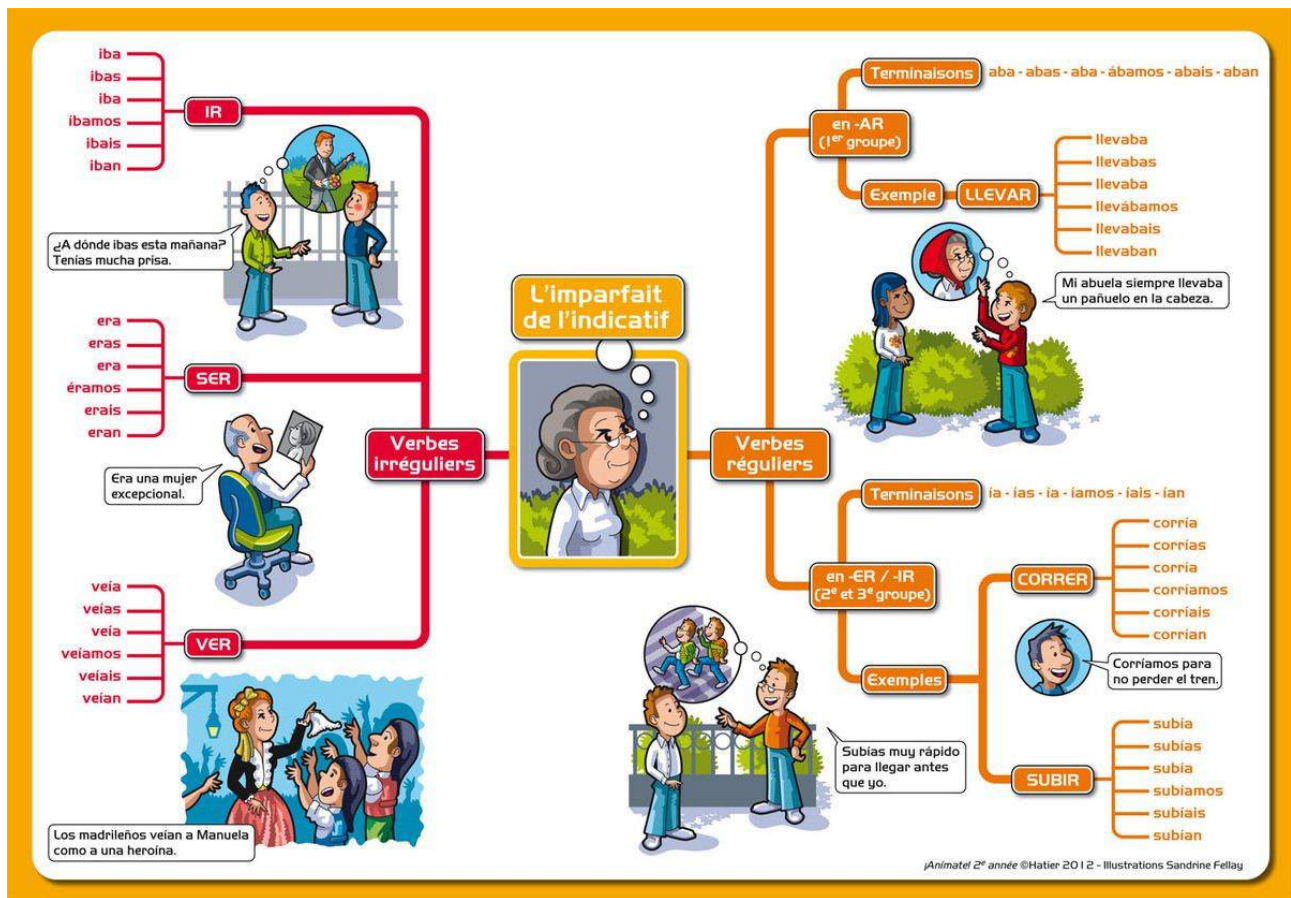 L'imparfait
de l'indicatif
Verbes
irréguliers
IR
iba
ibas
iba
íbamos
ibais
iban
¿A dónde ibas esta mañana?
Tenías mucha prisa.
SER
era
eras
era
éramos
erais
eran
Era una mujer
excepcional.
VER
veía
veías
veía
veíamos
veíais
veían
Los madrileños veían a Manuela
como a una heroína.
Verbes
réguliers
en -AR
(1er groupe)
Terminaisons
aba - abas - aba - ábamos - abais - aban
Exemple
LLEVAR
llevaba
llevabas
llevaba
llevábamos
llevabais
llevaban
Mi abuela siempre llevaba
un pañuelo en la cabeza.
en -ER / -IR
(2e et 3e groupe)
Terminaisons
ía - ías - ía - íamos - íais - ían
Exemples
CORRER
corría
corrías
corría
corríamos
corríais
corrían
Corríamos para
no perder el tren.
SUBIR
subía
subías
subía
subíamos
subíais
subían
Subías muy rápido
para llegar antes
que yo.
¡Anímate! 2e année ©Hatier 2012 - Illustrations Sandrine Fellay